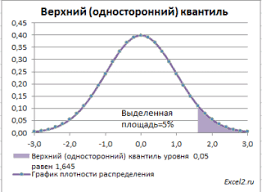 Верхний (односторонний) квантиль
0,45
0,40
0,35
0,30
0,25
0,20
0,15
0,10
0,05
0,00
Выделенная
площадь=5%
-3,0 -2,0 -1,0 0,0 1,0 2,0 3,0
Верхний (односторонний) квантиль уровня 0,05
равен 1,645
График плотности распределения
Excel2.ru